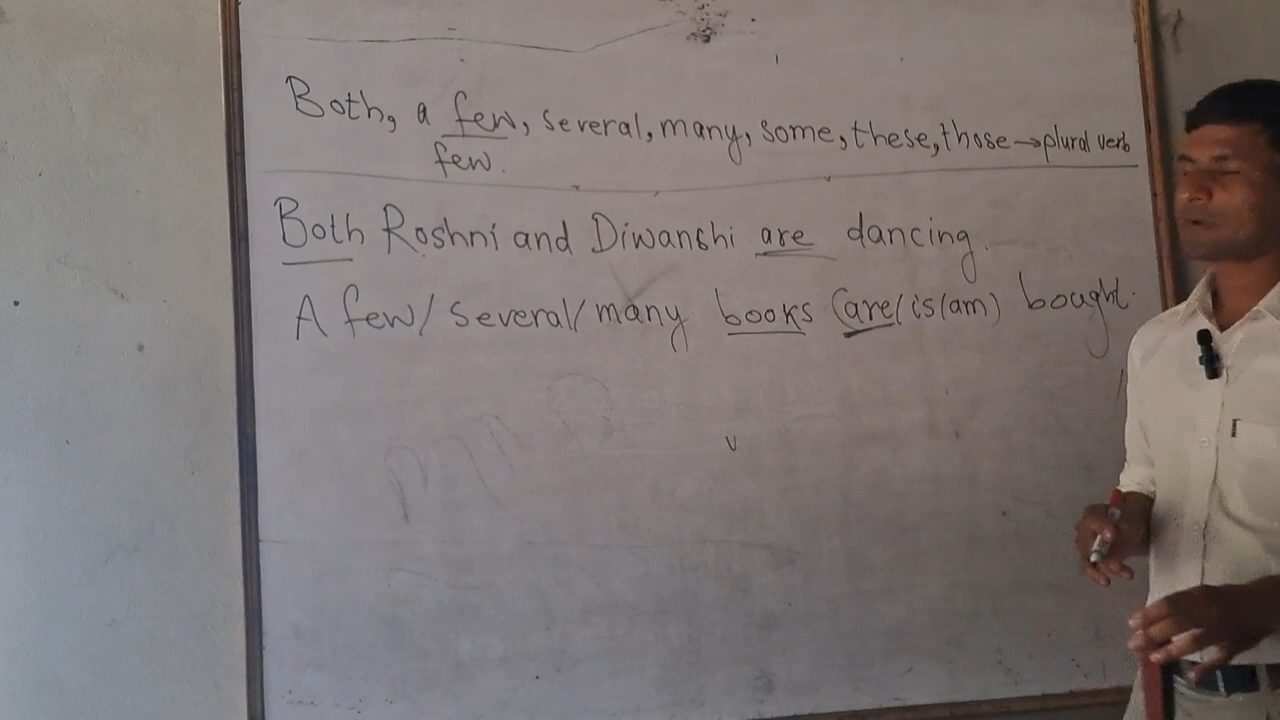 Both, a few, several, many, some, these, those → plural verb
few.
Both Roshni and Diwanshi are dancing.
A few/ several/ many books (are/is/am) bought.